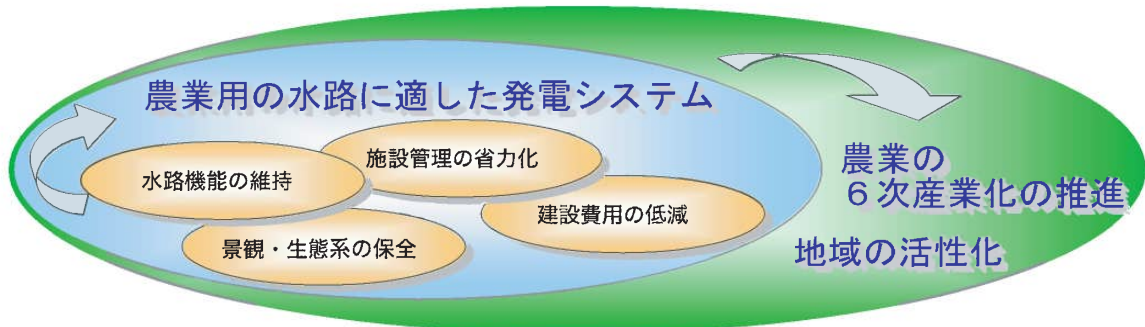 農業用の水路に適した発電システム
施設管理の省力化
水路機能の維持
建設費用の低減
景観・生態系の保全
農業の
６次産業化の推進
地域の活性化